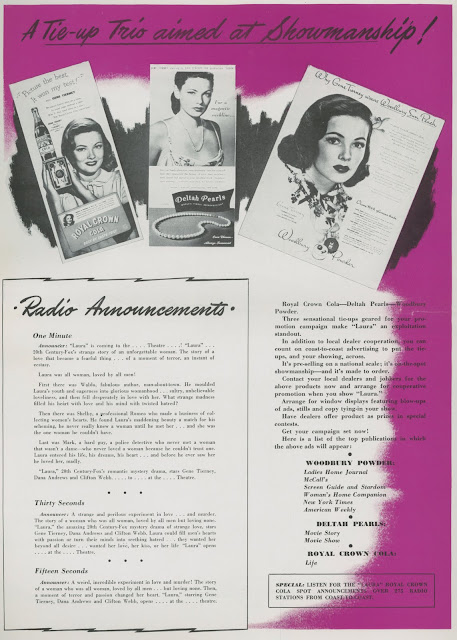 A Tie-up Trio aimed at Showmanship!
"Picture the best
it was my test!"
ROYAL CROWN
COLA
For a
magnetic
neckline
Deltah Pearls
Why Gene Tierney wears Woodbury
Woodbury Powder
• Radio Announcements •
One Minute
Announcer: "Laura" is coming to the . . . . Theatre . . . .! "Laura" . . .
20th Century-Fox's strange story of an unforgettable woman. The story of a
love that became a fearful thing . . . . of a moment of terror, an instant of
Laura was all woman, loved by all men!
First there was Waldo, fabulous author, man-about-town. He moulded
Laura's youth and eagerness into glorious womanhood . . . sultry, unbelievable
loveliness, and then fell desperately in love with her. What strange madness
filled his heart with love and his mind with twisted hatred?
Then there was Shelby, a professional Romeo who made a business of col-
lecting women's hearts. He found Laura's maddening beauty a match for his
scheming, he never really knew a woman until he met her . . . and she was
the one woman he couldn't have.
Last was Mark, a hard guy, a police detective who never met a woman
that wasn't a dame—who never loved a woman because he couldn't trust one.
Laura entered his life, his dreams, his heart . . . and before he ever saw her
he loved her, madly.
"Laura," 20th Century-Fox's romantic mystery drama, stars Gene Tierney,
Dana Andrews and Clifton Webb. . . . . to . . . . at the . . . . Theatre.
Thirty Seconds
Announcer: A strange and perilous experiment in love . . . and murder.
The story of a woman who was all woman, loved by all men but loving none.
"Laura," the amazing 20th Century-Fox mystery drama of strange love, stars
Gene Tierney, Dana Andrews and Clifton Webb. Laura could fill men's hearts
with passion or turn their minds into seething hatred . . . they wanted her
beyond all desire . . . wanted her love, her kiss, or her life "Laura" opens
. . . . at the . . . . Theatre.
Fifteen Seconds
Announcer: A weird, incredible experiment in love and murder! The story
of a woman who was all woman, loved by all men . . . but loving none. Then,
a moment of terror and passion changed her heart. "Laura," starring Gene
Tierney, Dana Andrews and Clifton Webb, opens . . . . at the . . . . theatre.
Royal Crown Cola—Deltah Pearls—Woodbury
Powder.
Three sensational tie-ups geared for your pro-
motion campaign make "Laura" an exploitation
standout.
In addition to local dealer cooperation, you can
count on coast-to-coast advertising to put the tie-
ups, and your showing, across.
It's pre-selling on a national scale; it's
showmanship—and it's made to order.
Contact your local dealers and jobbers for the
above products now and arrange for cooperative
promotion when you show "Laura."
Arrange for window displays featuring blow-ups
of ads, stills and copy tying-in your show.
Have dealers offer product as prizes in special
contests.
Get your campaign set now!
Here is a list of the top publications in which
the above ads will appear:
WOODBURY POWDER:
Ladies Home Journal
McCall's
Screen Guide and Stardom
Woman's Home Companion
New York Times
American Weekly
DELTAH PEARLS:
Movie Story
Movie Show
ROYAL CROWN COLA:
Life
SPECIAL: LISTEN FOR THE "LAURA" ROYAL CROWN
COLA SPOT ANNOUNCEMENTS OVER 272 RADIO
STATIONS FROM COAST-TO-COAST.